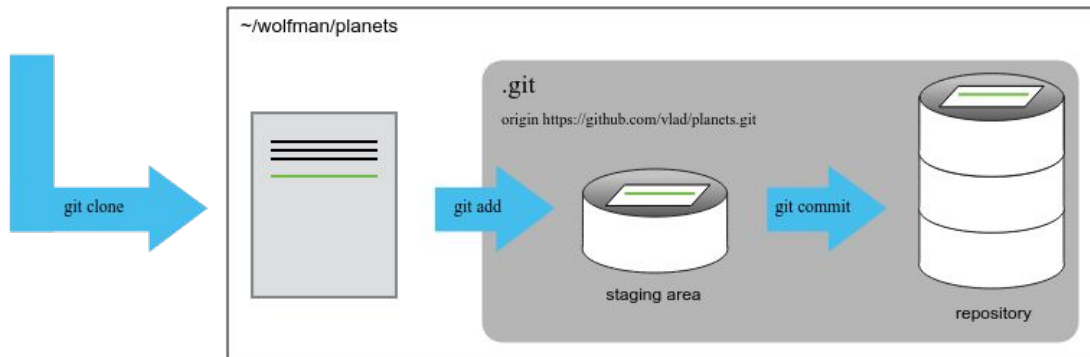 ~/wolfman/planets
.git
origin https://github.com/vlad/planets.git
git clone
git add
git commit
staging area
repository